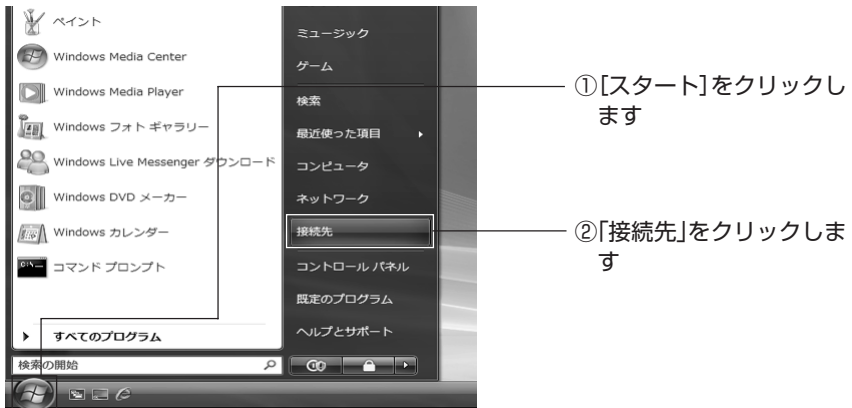 ペイント
Windows Media Center
Windows Media Player
Windows フォト ギャラリー
Windows Live Messenger ダウンロード
Windows DVD メーカー
Windows カレンダー
コマンド プロンプト
すべてのプログラム
検索の開始
ミュージック
ゲーム
検索
最近使った項目
コンピュータ
ネットワーク
接続先
コントロール パネル
既定のプログラム
ヘルプとサポート
①[スタート]をクリックし
ます
②「接続先」をクリックしま
す